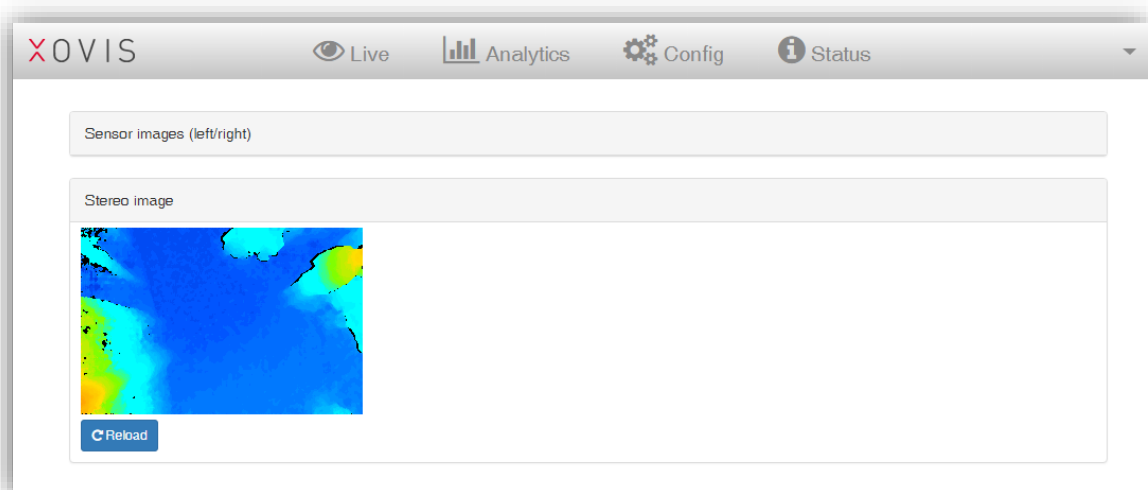 XOVIS Live Analytics Config Status
Sensor images (left/right)
Stereo image
Reload